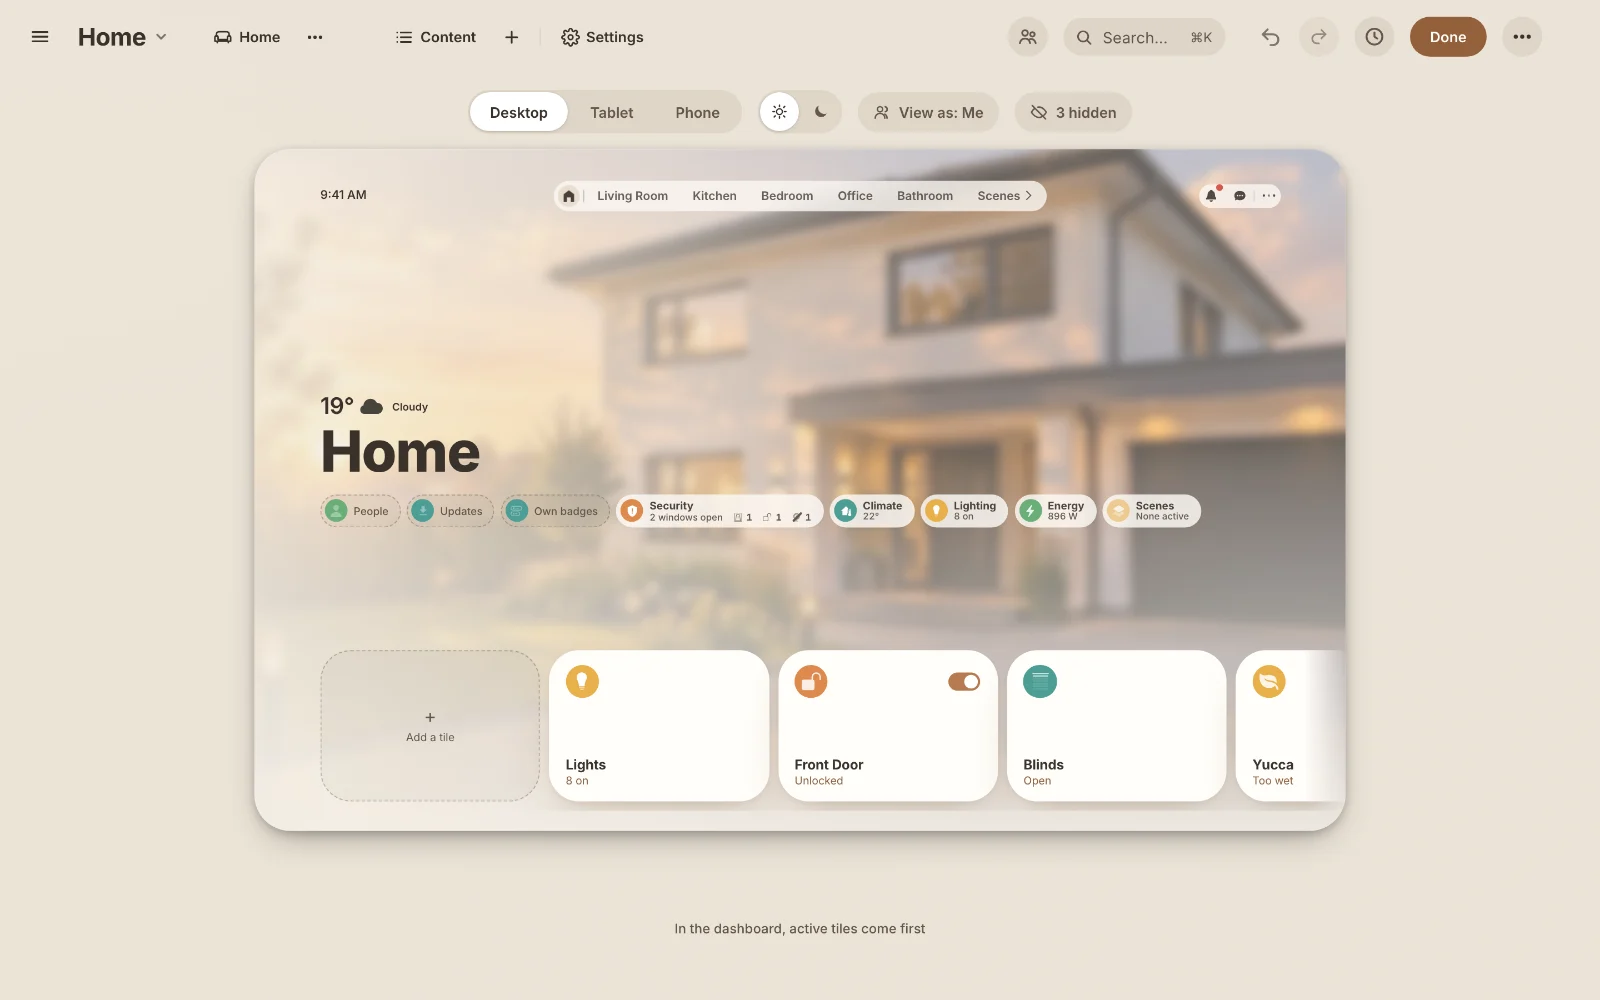 Home
Home
Content
Settings
Search...
⌘K
Done
Desktop
Tablet
Phone
View as: Me
3 hidden
9:41 AM
Living Room
Kitchen
Bedroom
Office
Bathroom
Scenes
19°
Cloudy
Home
People
Updates
Own badges
Security
2 windows open 1 1 1
Climate
22°
Lighting
8 on
Energy
896 W
Scenes
None active
+
Add a tile
Lights
8 on
Front Door
Unlocked
Blinds
Open
Yucca
Too wet
In the dashboard, active tiles come first